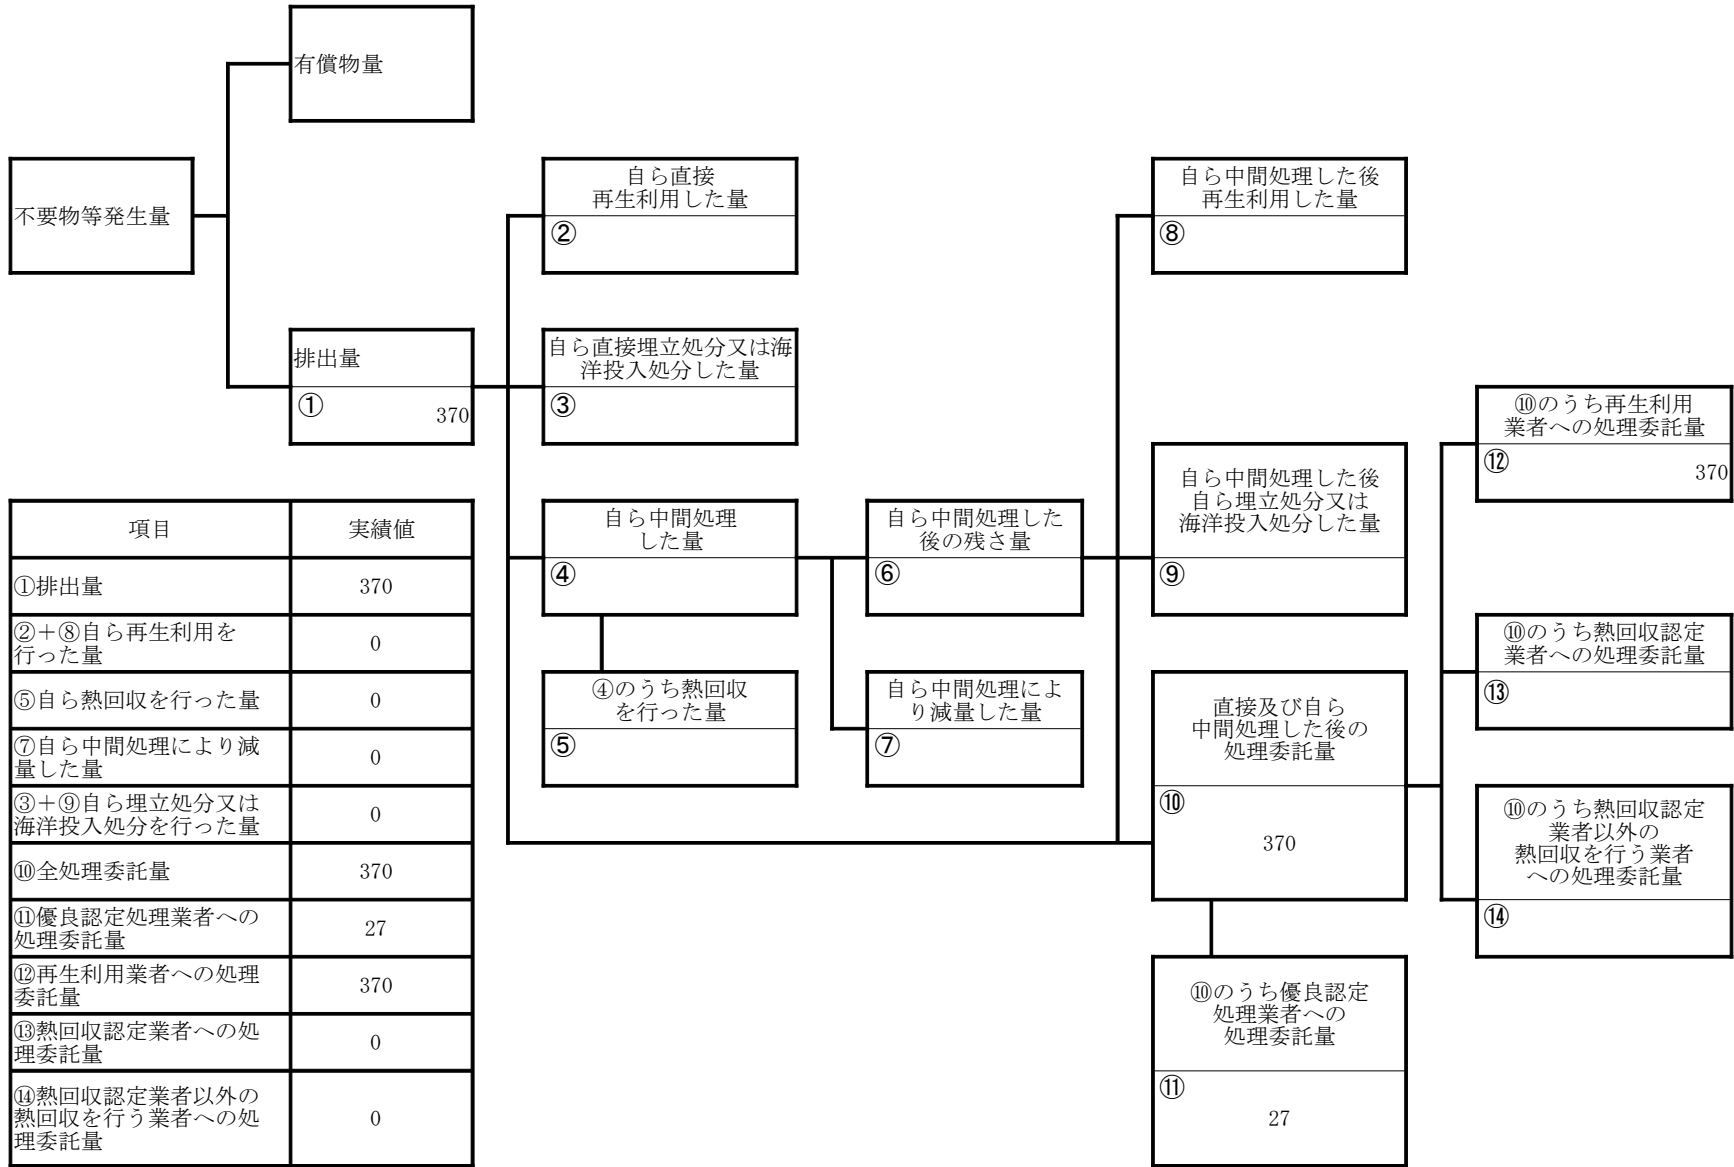 有償物量
不要物等発生量
自ら直接
再生利用した量
②
自ら中間処理した後
再生利用した量
⑧
排出量
①
370
自ら直接埋立処分又は海
洋投入処分した量
③
⑩のうち再生利用
業者への処理委託量
⑫
370
自ら中間処理
した量
④
自ら中間処理した
後の残さ量
⑥
自ら中間処理した後
自ら埋立処分又は
海洋投入処分した量
⑨
⑩のうち熱回収認定
業者への処理委託量
⑬
④のうち熱回収
を行った量
⑤
自ら中間処理によ
り減量した量
⑦
直接及び自ら
中間処理した後の
処理委託量
⑩
370
⑩のうち熱回収認定
業者以外の
熱回収を行う業者
への処理委託量
⑭
⑩のうち優良認定
処理業者への
処理委託量
⑪
27
項目 実績値
①排出量 370
②＋⑧自ら再生利用を
行った量 0
⑤自ら熱回収を行った量 0
⑦自ら中間処理により減
量した量 0
③＋⑨自ら埋立処分又は
海洋投入処分を行った量 0
⑩全処理委託量 370
⑪優良認定処理業者への
処理委託量 27
⑫再生利用業者への処理
委託量 370
⑬熱回収認定業者への処
理委託量 0
⑭熱回収認定業者以外の
熱回収を行う業者への処
理委託量 0